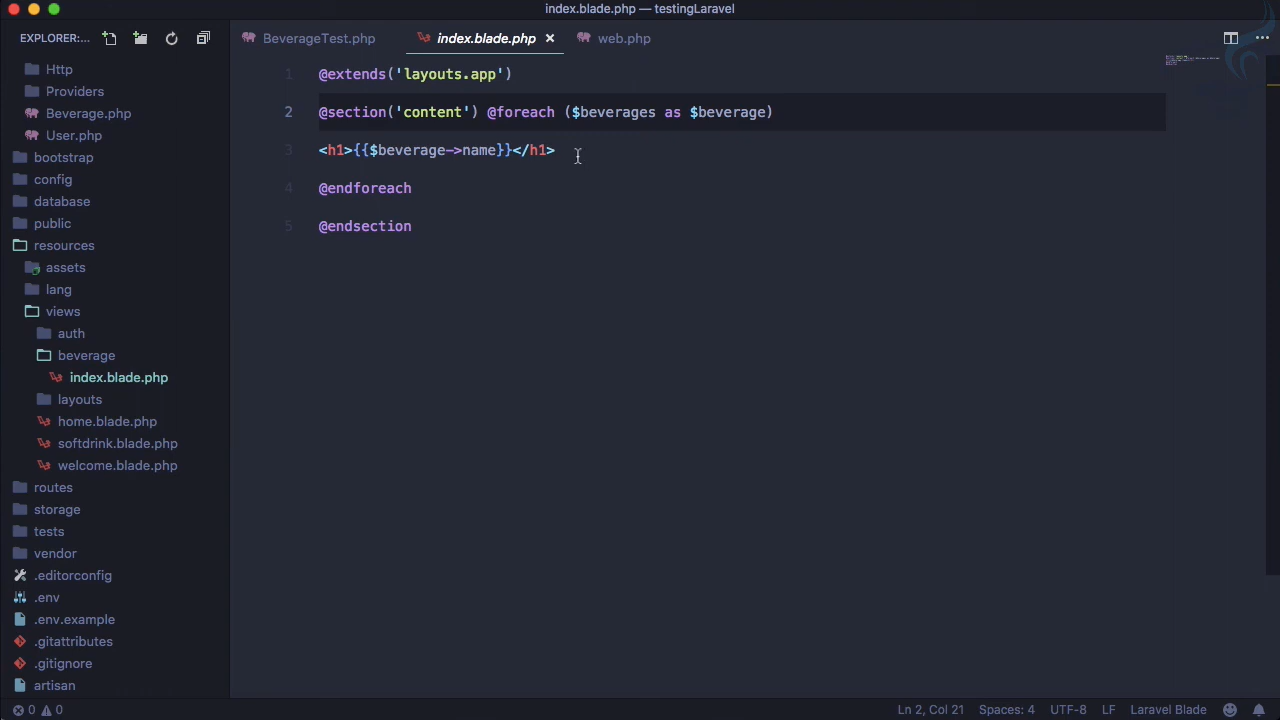 index.blade.php — testingLaravel
EXPLORER:...
BeverageTest.php
index.blade.php
web.php
Http
Providers
Beverage.php
User.php
bootstrap
config
database
public
resources
assets
lang
views
auth
beverage
index.blade.php
layouts
home.blade.php
softdrink.blade.php
welcome.blade.php
routes
storage
tests
vendor
.editorconfig
.env
.env.example
.gitattributes
.gitignore
artisan
1 @extends('layouts.app')
2 @section('content') @foreach ($beverages as $beverage)
3 <h1>{{$beverage->name}}</h1>
4 @endforeach
5 @endsection
0 0
Ln 2, Col 21
Spaces: 4
UTF-8
LF
Laravel Blade